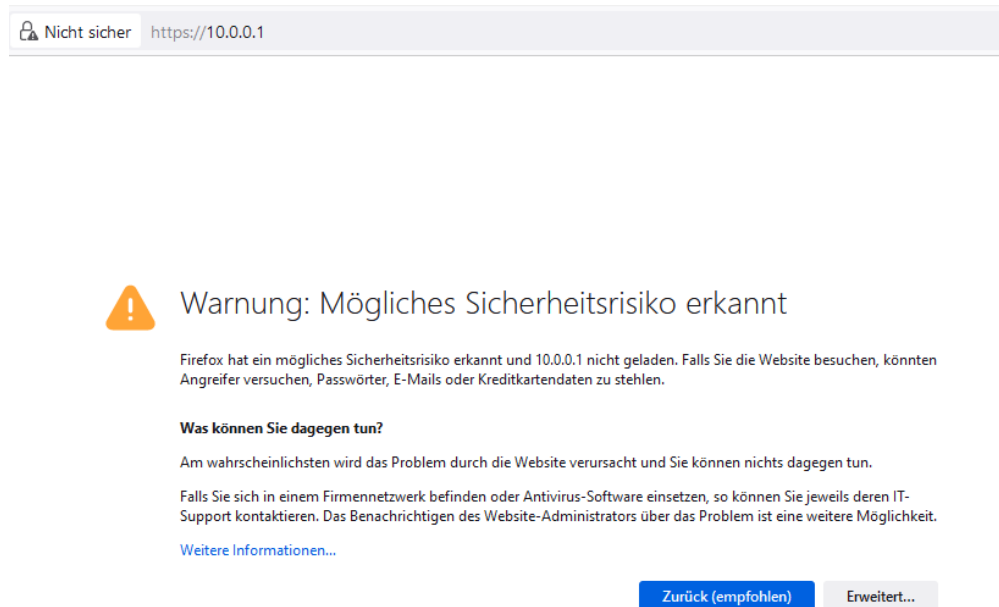 Nicht sicher https://10.0.0.1
Warnung: Mögliches Sicherheitsrisiko erkannt
Firefox hat ein mögliches Sicherheitsrisiko erkannt und 10.0.0.1 nicht geladen. Falls Sie die Website besuchen, könnten
Angreifer versuchen, Passwörter, E-Mails oder Kreditkartendaten zu stehlen.
Was können Sie dagegen tun?
Am wahrscheinlichsten wird das Problem durch die Website verursacht und Sie können nichts dagegen tun.
Falls Sie sich in einem Firmennetzwerk befinden oder Antivirus-Software einsetzen, so können Sie jeweils deren IT-
Support kontaktieren. Das Benachrichtigen des Website-Administrators über das Problem ist eine weitere Möglichkeit.
Weitere Informationen...
Zurück (empfohlen) Erweitert...